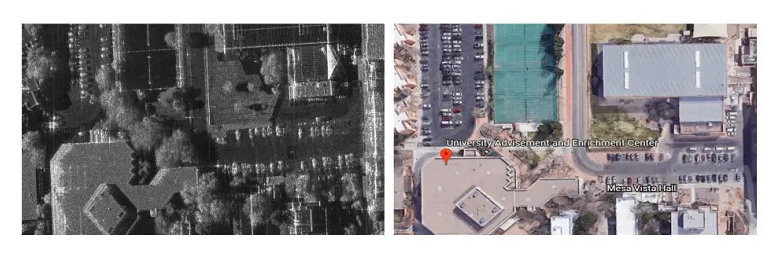 University Advisement and Enrichment Center
Mesa Vista Hall